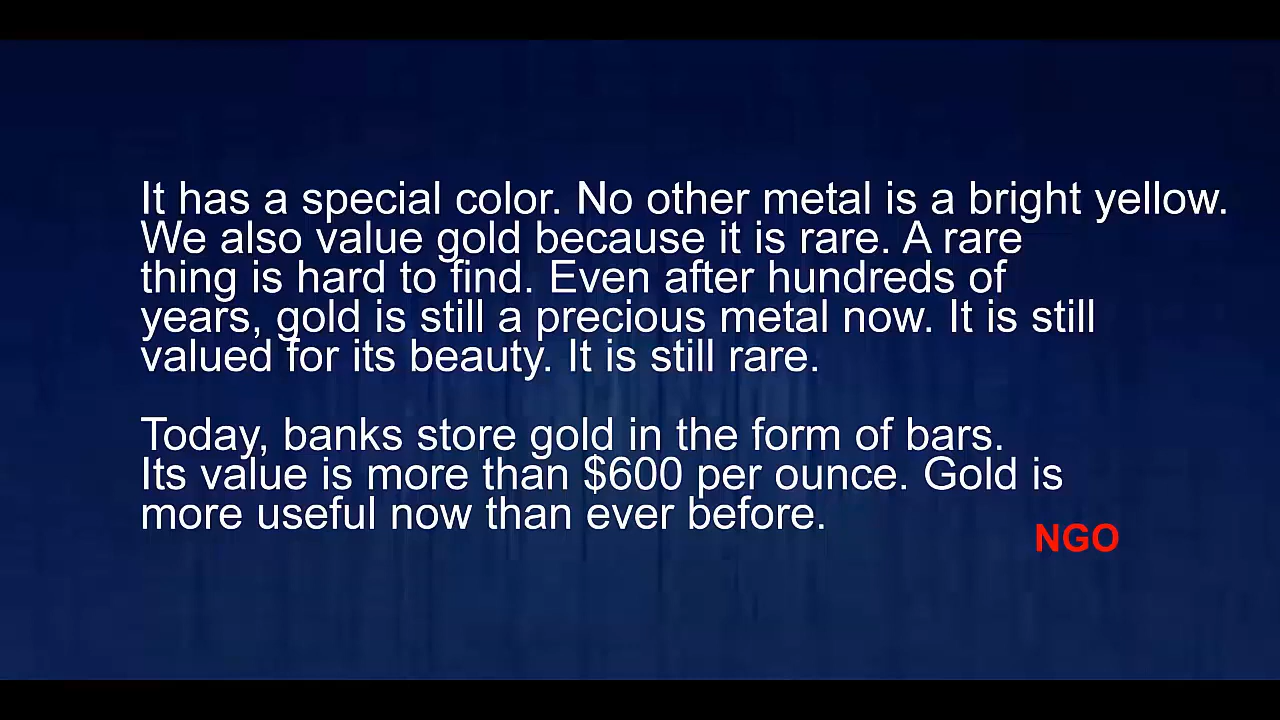 It has a special color. No other metal is a bright yellow.
We also value gold because it is rare. A rare
thing is hard to find. Even after hundreds of
years, gold is still a precious metal now. It is still
valued for its beauty. It is still rare.
Today, banks store gold in the form of bars.
Its value is more than $600 per ounce. Gold is
more useful now than ever before.
NGO